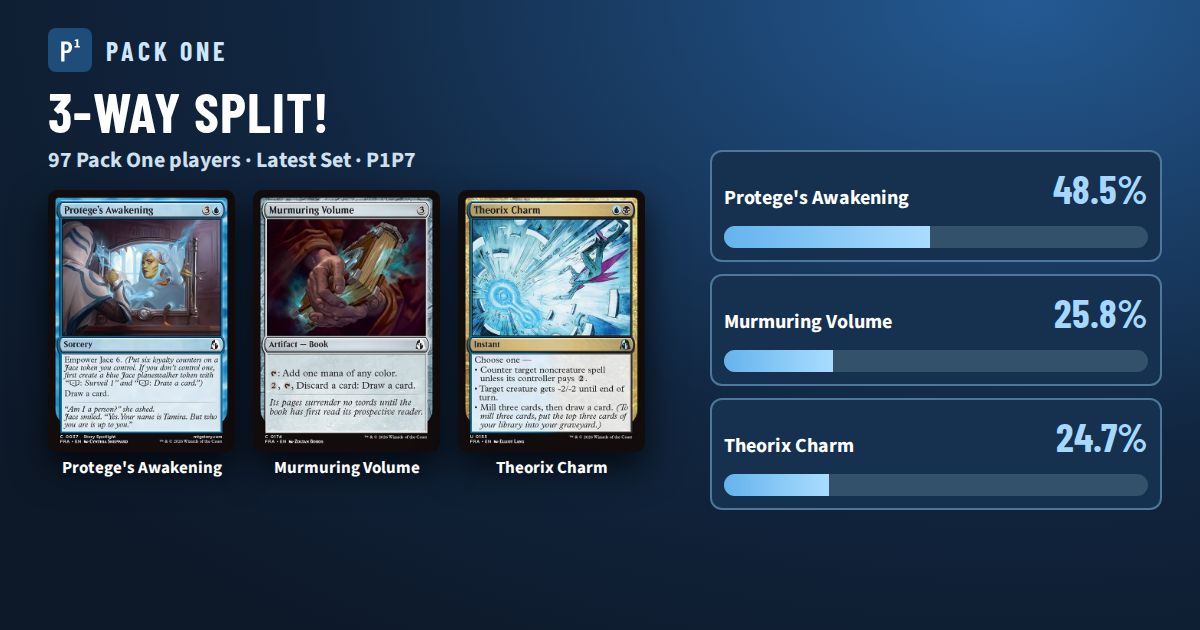 P¹ PACK ONE
3-WAY SPLIT!
97 Pack One players · Latest Set · P1P7
Protege's Awakening 3
Sorcery
Empower Jace 6. (Put six loyalty counters on a
Jace token you control. If you don't control one,
first create a blue Jace planeswalker token with
": Surveil 1" and ": Draw a card.")
Draw a card.
"Am I a person?" she asked.
Jace smiled. "Yes. Your name is Tamira. But who
you are is up to you."
Protege's Awakening
Murmuring Volume 3
Artifact — Book
: Add one mana of any color.
2, , Discard a card: Draw a card.
Its pages surrender no words until the
book has first read its prospective reader.
Murmuring Volume
Theorix Charm
Instant
Choose one —
• Counter target noncreature spell
unless its controller pays 2.
• Target creature gets -2/-2 until end of
turn.
• Mill three cards, then draw a card. (To
mill three cards, put the top three cards of
your library into your graveyard.)
Theorix Charm
Protege's Awakening 48.5%
Murmuring Volume 25.8%
Theorix Charm 24.7%